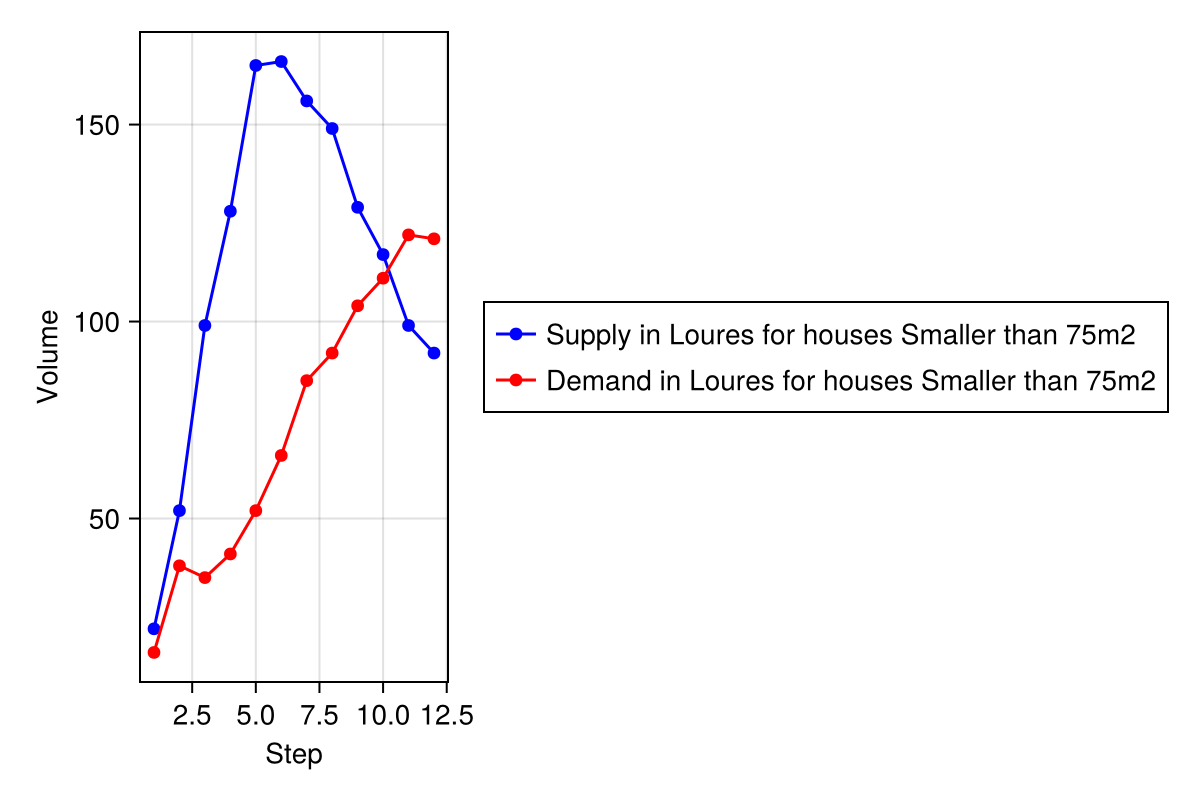 150
100
50
Volume
2.5 5.0 7.5 10.0 12.5
Step
Supply in Loures for houses Smaller than 75m2
Demand in Loures for houses Smaller than 75m2